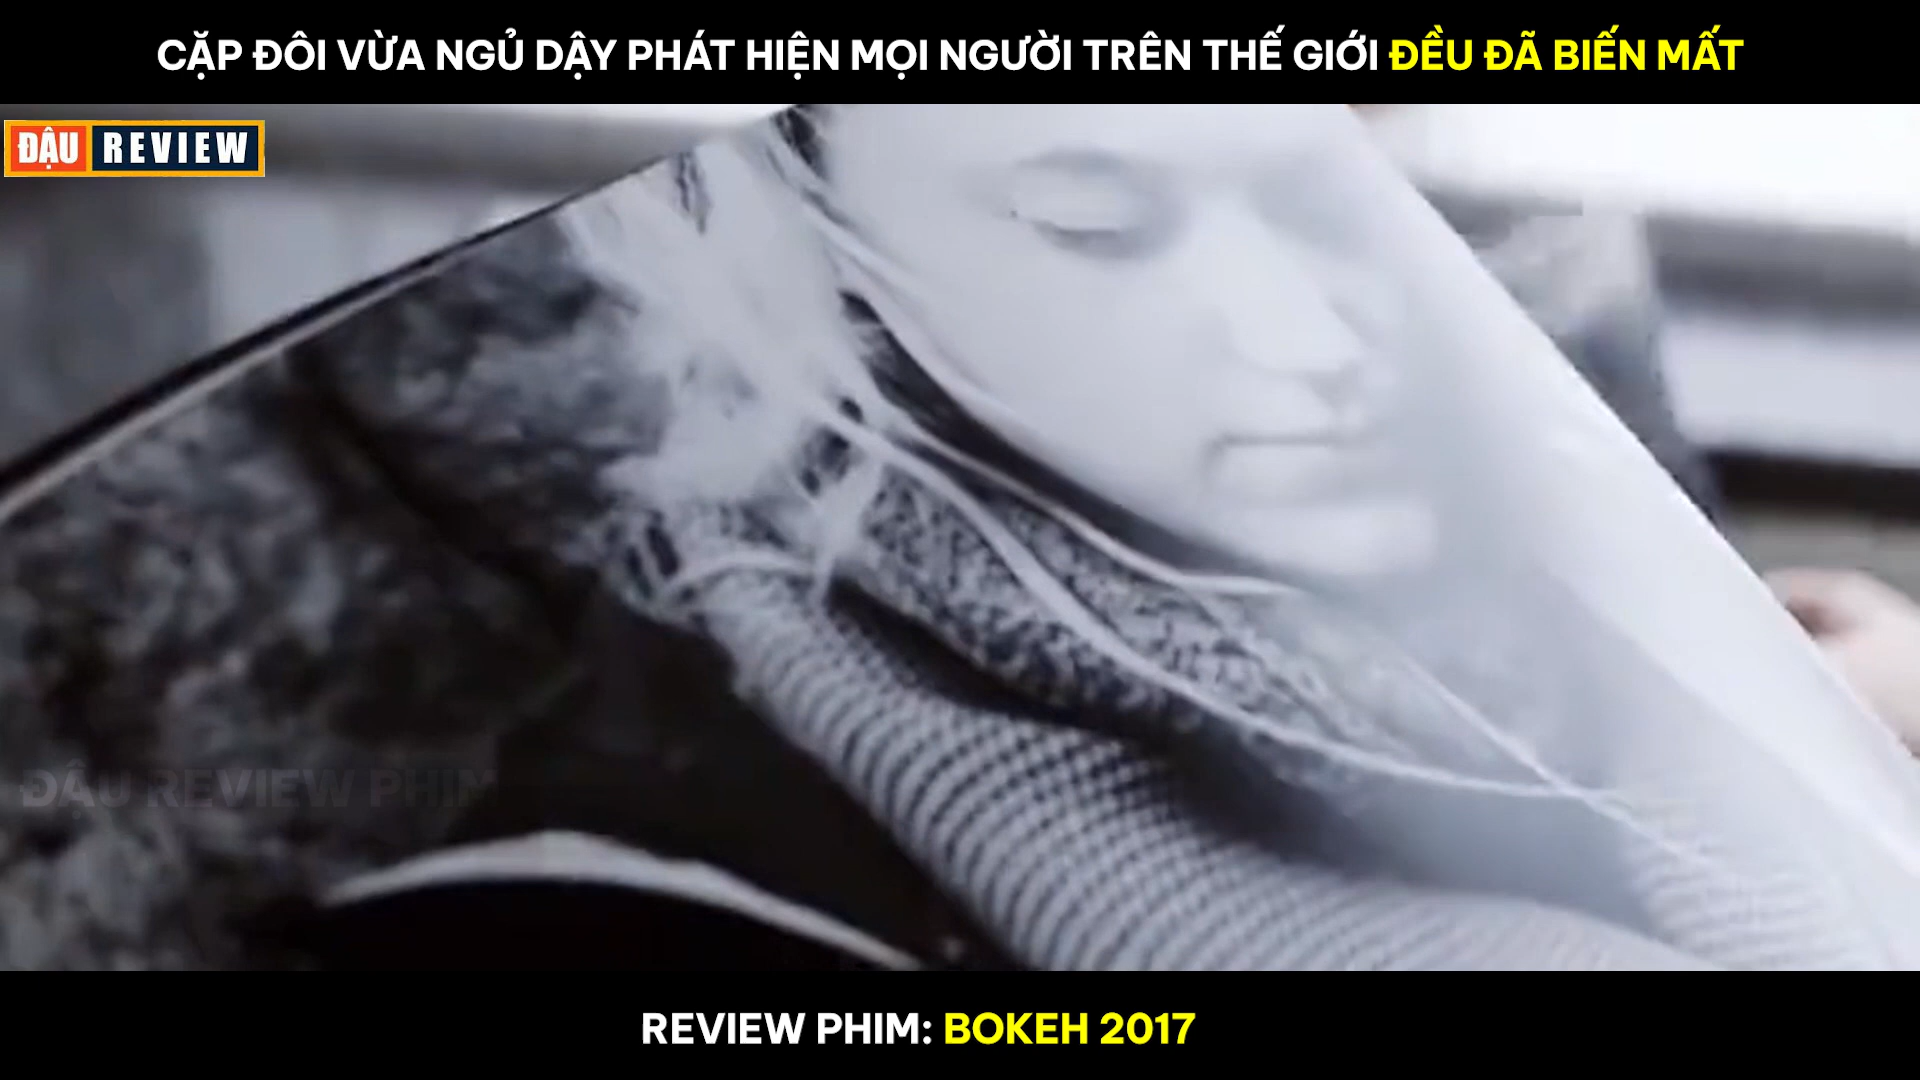 CẶP ĐÔI VỪA NGỦ DẬY PHÁT HIỆN MỌI NGƯỜI TRÊN THẾ GIỚI ĐỀU ĐÃ BIẾN MẤT
ĐẬU REVIEW
ĐẬU REVIEW PHIM
REVIEW PHIM: BOKEH 2017